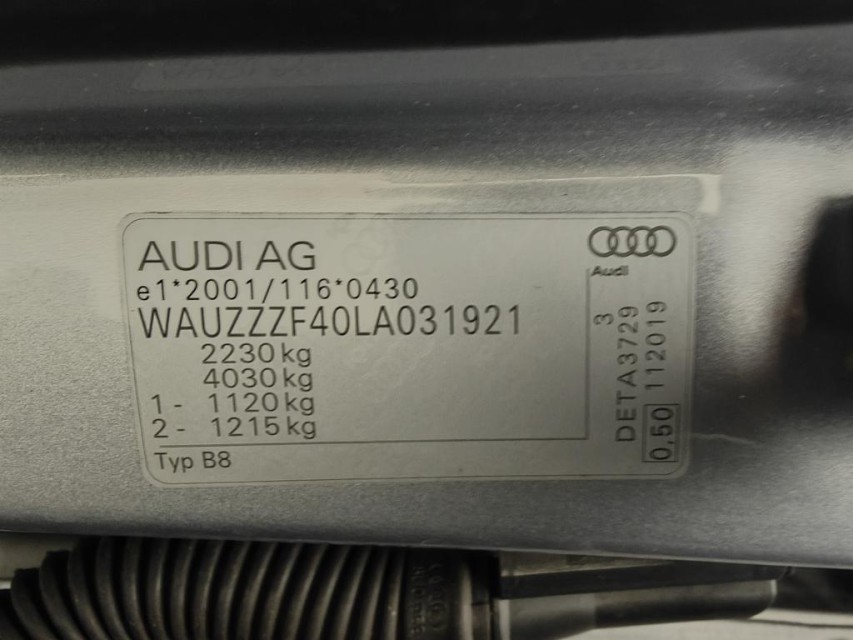 AUDI AG
e1*2001/116*0430
WAUZZZF40LA031921
2230 kg
4030 kg
1 - 1120 kg
2 - 1215 kg
Typ B8
Audi
3
DETA3729
0,50 112019